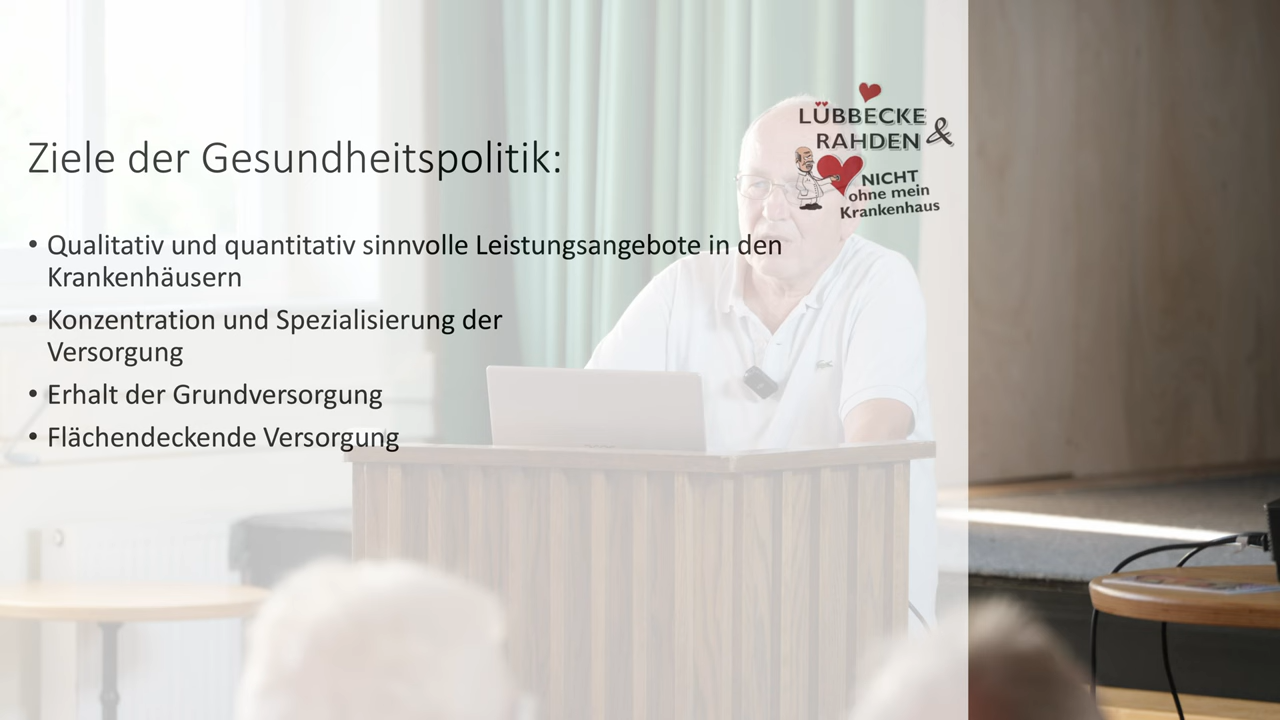 Ziele der Gesundheitspolitik:
• Qualitativ und quantitativ sinnvolle Leistungsangebote in den
Krankenhäusern
• Konzentration und Spezialisierung der
Versorgung
• Erhalt der Grundversorgung
• Flächendeckende Versorgung
LÜBBECKE
RAHDEN &
NICHT
ohne mein
Krankenhaus